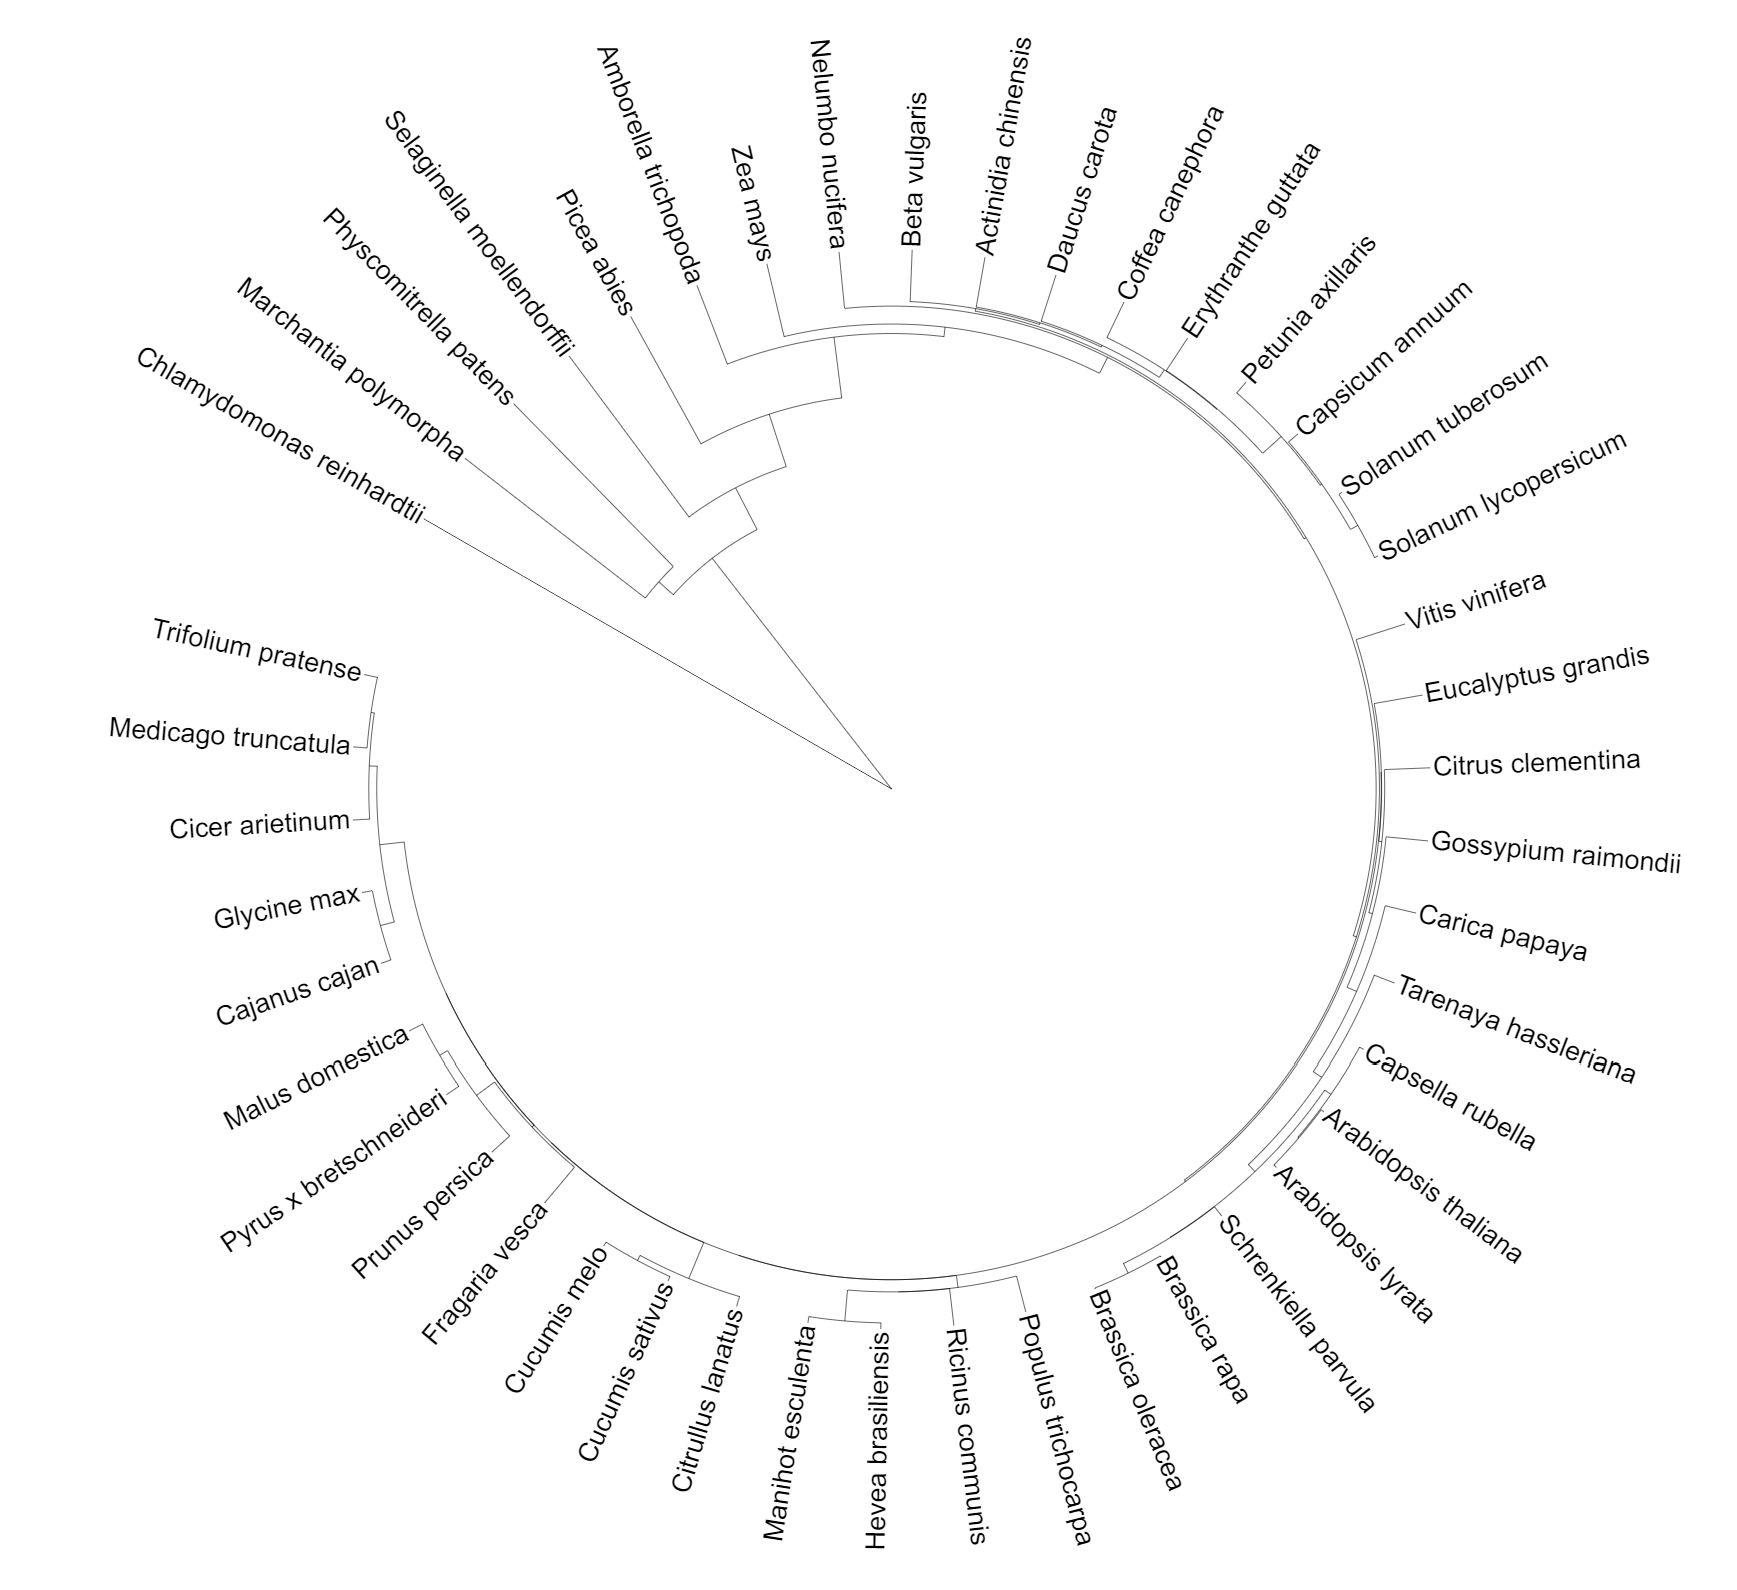 Chlamydomonas reinhardtii
Marchantia polymorpha
Physcomitrella patens
Selaginella moellendorffii
Picea abies
Amborella trichopoda
Zea mays
Nelumbo nucifera
Beta vulgaris
Actinidia chinensis
Daucus carota
Coffea canephora
Erythranthe guttata
Petunia axillaris
Capsicum annuum
Solanum tuberosum
Solanum lycopersicum
Vitis vinifera
Eucalyptus grandis
Citrus clementina
Gossypium raimondii
Carica papaya
Tarenaya hassleriana
Capsella rubella
Arabidopsis thaliana
Arabidopsis lyrata
Schrenkiella parvula
Brassica rapa
Brassica oleracea
Populus trichocarpa
Ricinus communis
Hevea brasiliensis
Manihot esculenta
Citrullus lanatus
Cucumis sativus
Cucumis melo
Fragaria vesca
Prunus persica
Pyrus x bretschneideri
Malus domestica
Cajanus cajan
Glycine max
Cicer arietinum
Medicago truncatula
Trifolium pratense